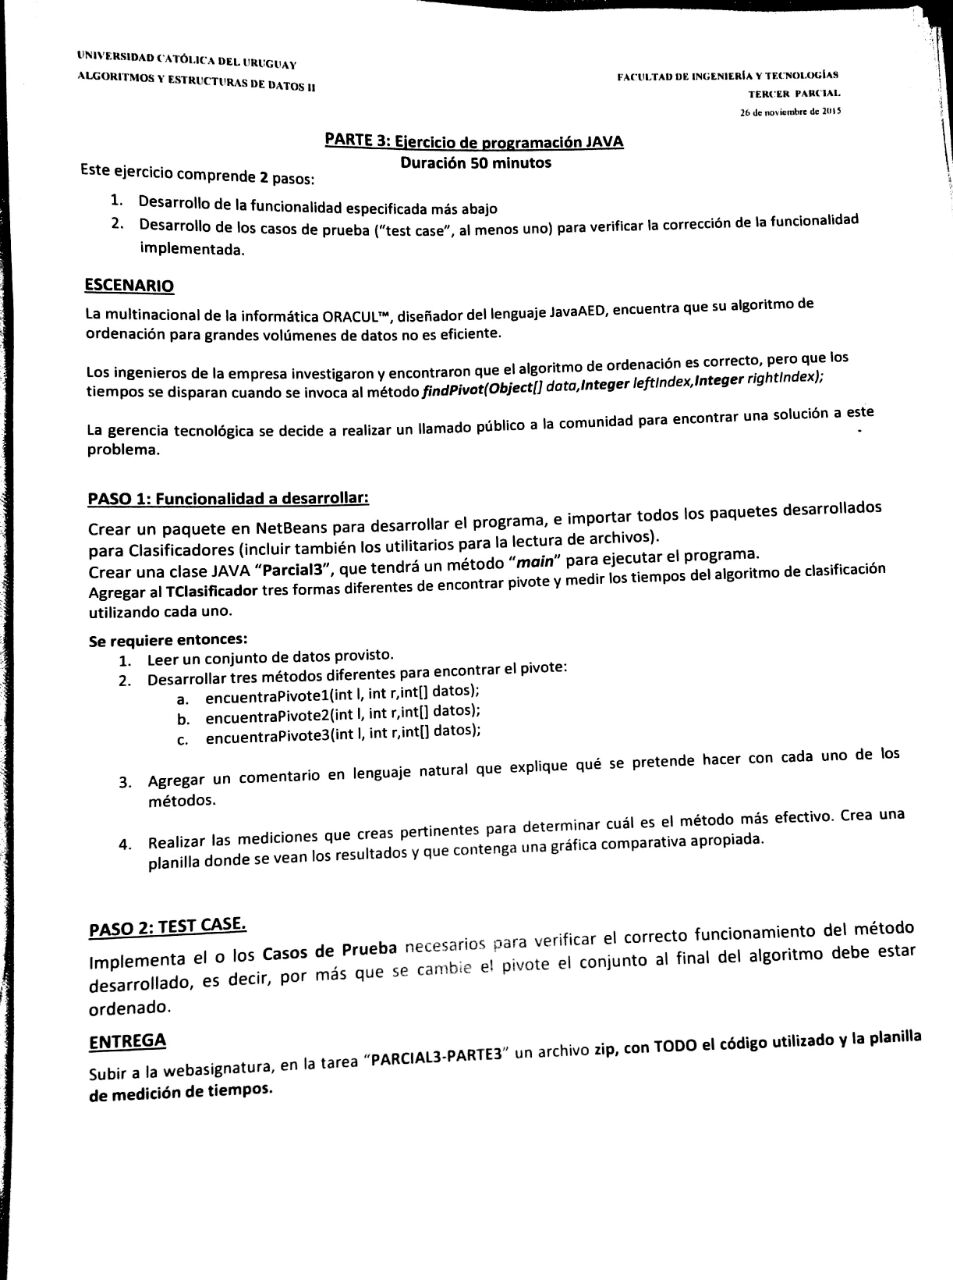 UNIVERSIDAD CATÓLICA DEL URUGUAY
ALGORITMOS Y ESTRUCTURAS DE DATOS II
FACULTAD DE INGENIERÍA Y TECNOLOGÍAS
TERCER PARCIAL
26 de noviembre de 2015
PARTE 3: Ejercicio de programación JAVA
Duración 50 minutos
Este ejercicio comprende 2 pasos:
1. Desarrollo de la funcionalidad especificada más abajo
2. Desarrollo de los casos de prueba ("test case", al menos uno) para verificar la corrección de la funcionalidad
implementada.
ESCENARIO
La multinacional de la informática ORACUL™, diseñador del lenguaje JavaAED, encuentra que su algoritmo de
ordenación para grandes volúmenes de datos no es eficiente.
Los ingenieros de la empresa investigaron y encontraron que el algoritmo de ordenación es correcto, pero que los
tiempos se disparan cuando se invoca al método findPivot(Object[] data,Integer leftIndex,Integer rightIndex);
La gerencia tecnológica se decide a realizar un llamado público a la comunidad para encontrar una solución a este
problema.
PASO 1: Funcionalidad a desarrollar:
Crear un paquete en NetBeans para desarrollar el programa, e importar todos los paquetes desarrollados
para Clasificadores (incluir también los utilitarios para la lectura de archivos).
Crear una clase JAVA "Parcial3", que tendrá un método "main" para ejecutar el programa.
Agregar al TClasificador tres formas diferentes de encontrar pivote y medir los tiempos del algoritmo de clasificación
utilizando cada uno.
Se requiere entonces:
1. Leer un conjunto de datos provisto.
2. Desarrollar tres métodos diferentes para encontrar el pivote:
a. encuentraPivote1(int l, int r,int[] datos);
b. encuentraPivote2(int l, int r,int[] datos);
c. encuentraPivote3(int l, int r,int[] datos);
3. Agregar un comentario en lenguaje natural que explique qué se pretende hacer con cada uno de los
métodos.
4. Realizar las mediciones que creas pertinentes para determinar cuál es el método más efectivo. Crea una
planilla donde se vean los resultados y que contenga una gráfica comparativa apropiada.
PASO 2: TEST CASE.
Implementa el o los Casos de Prueba necesarios para verificar el correcto funcionamiento del método
desarrollado, es decir, por más que se cambie el pivote el conjunto al final del algoritmo debe estar
ordenado.
ENTREGA
Subir a la webasignatura, en la tarea "PARCIAL3-PARTE3" un archivo zip, con TODO el código utilizado y la planilla
de medición de tiempos.